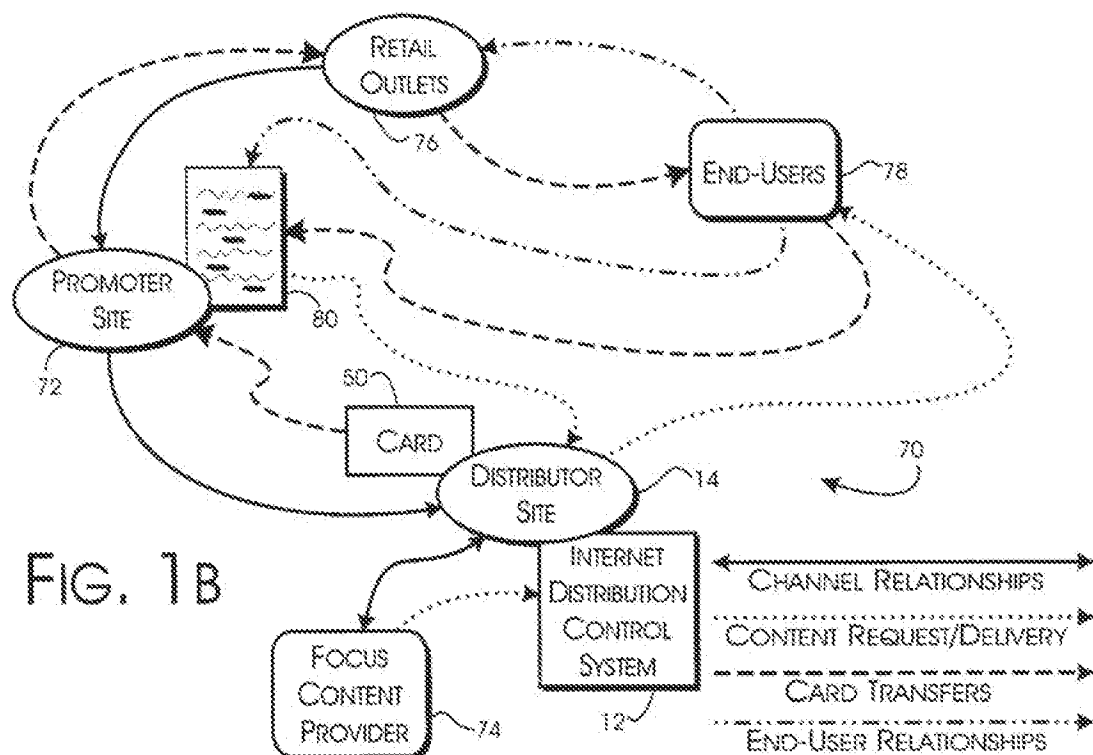 RETAIL
OUTLETS
76
END-USERS
78
PROMOTER
SITE
72
80
50
CARD
DISTRIBUTOR
SITE
14
70
FIG. 1B
INTERNET
DISTRIBUTION
CONTROL
SYSTEM
12
FOCUS
CONTENT
PROVIDER
74
CHANNEL RELATIONSHIPS
CONTENT REQUEST/DELIVERY
CARD TRANSFERS
END-USER RELATIONSHIPS